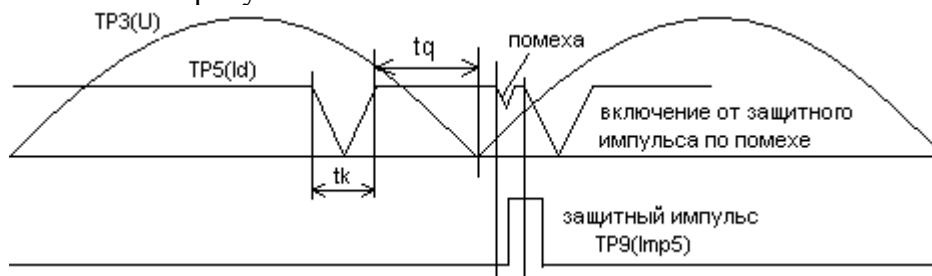 TP3(U)
tq
помеха
TP5(Id)
включение от защитного
импульса по помехе
tk
защитный импульс
TP9(Imp5)